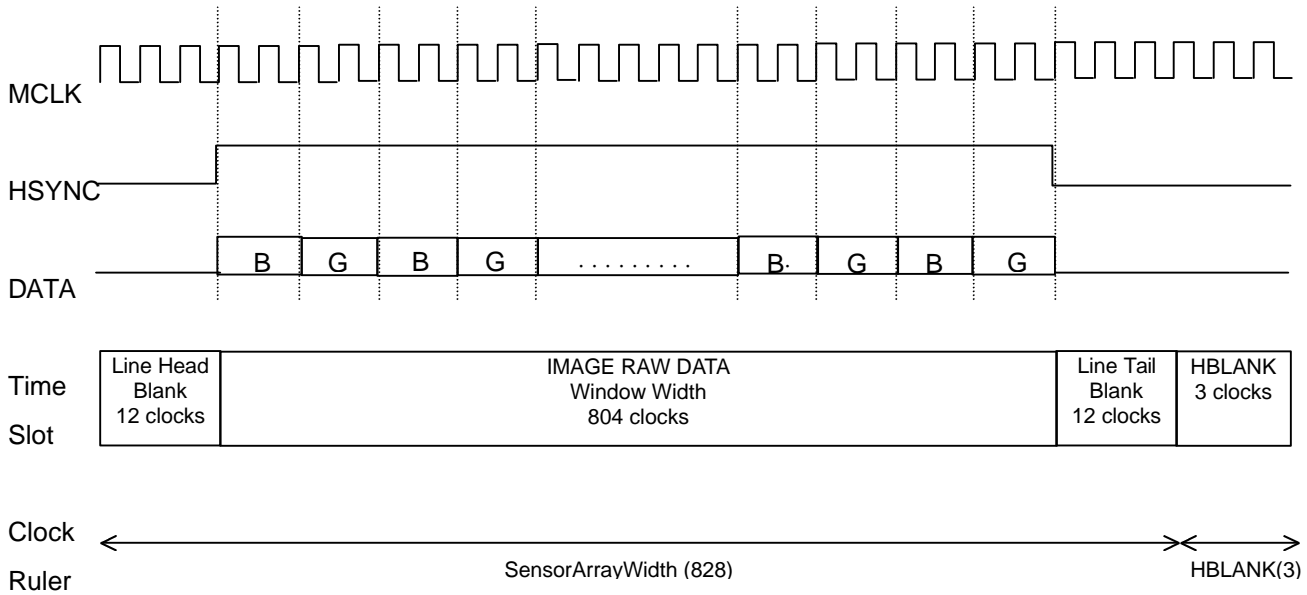 MCLK
HSYNC
DATA
B G B G ......... B. G B G
Time
Slot
Line Head
Blank
12 clocks
IMAGE RAW DATA
Window Width
804 clocks
Line Tail
Blank
12 clocks
HBLANK
3 clocks
Clock
Ruler
SensorArrayWidth (828)
HBLANK(3)